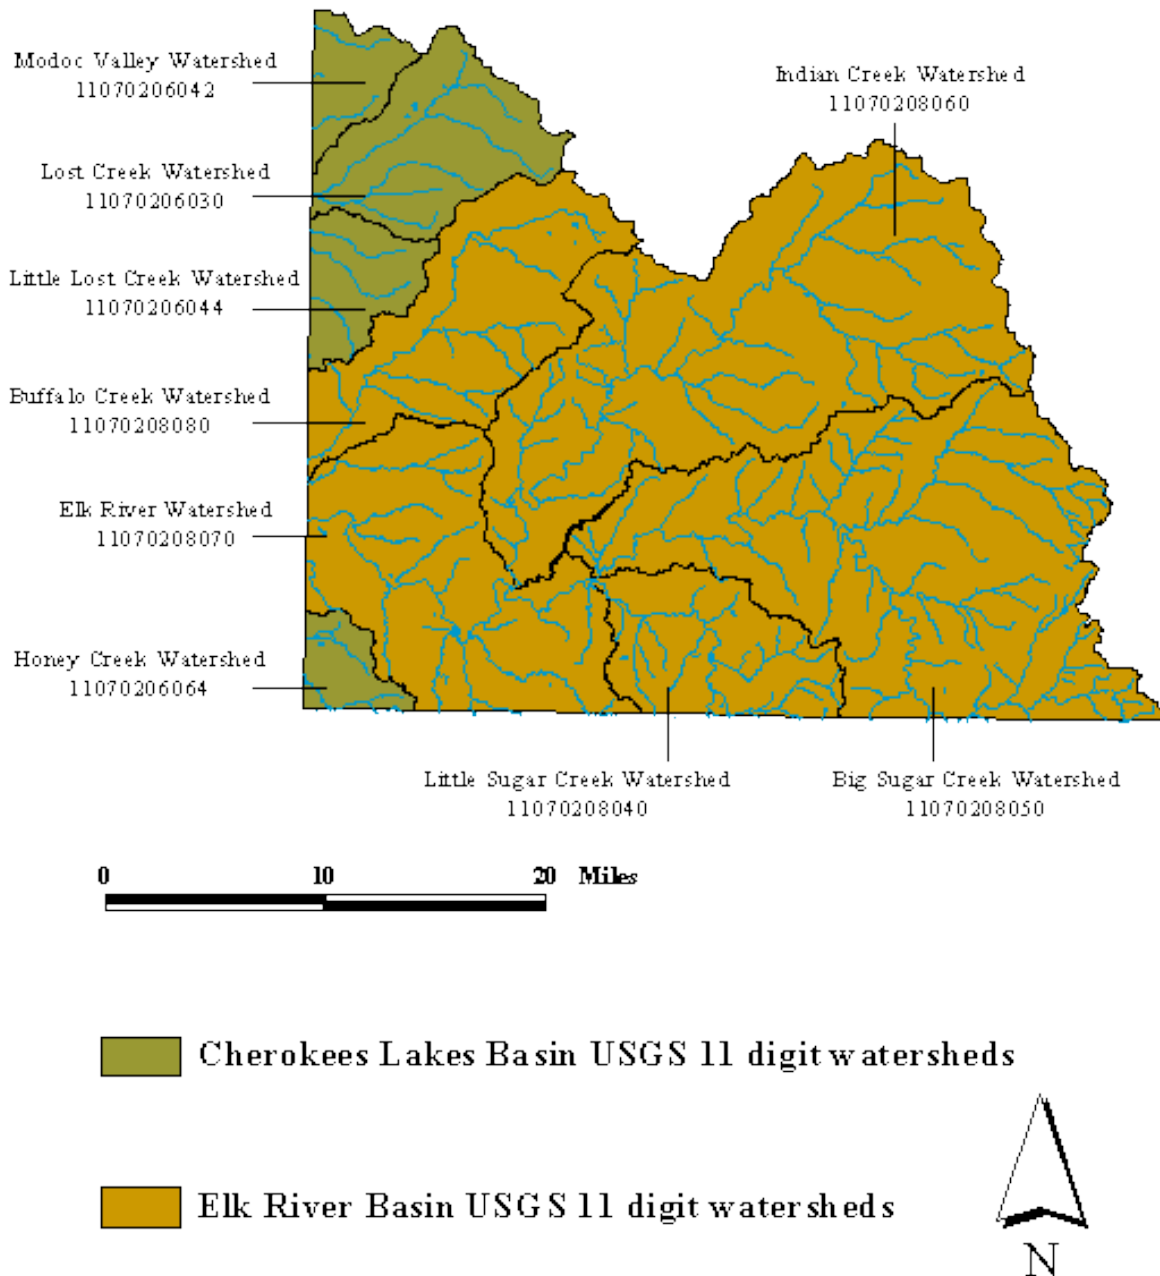 Modoc Valley Watershed
11070206042
Indian Creek Watershed
11070208060
Lost Creek Watershed
11070206030
Little Lost Creek Watershed
11070206044
Buffalo Creek Watershed
11070208080
Elk River Watershed
11070208070
Honey Creek Watershed
11070206064
Little Sugar Creek Watershed
11070208040
Big Sugar Creek Watershed
11070208050
0 10 20 Miles
Cherokees Lakes Basin USGS 11 digit watersheds
Elk River Basin USGS 11 digit watersheds
N